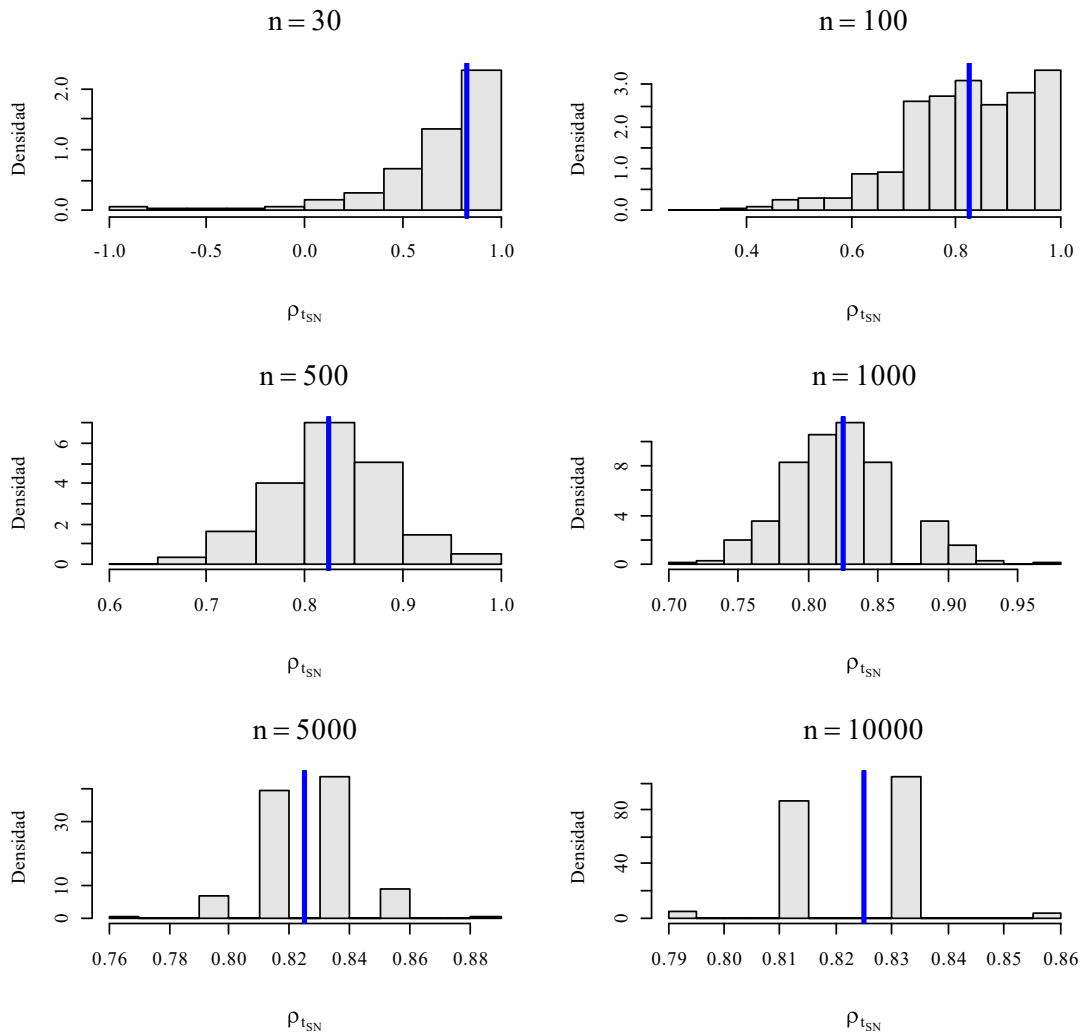 n = 30
Densidad
0.0 1.0 2.0
-1.0 -0.5 0.0 0.5 1.0
ρtSN
n = 100
Densidad
0.0 1.0 2.0 3.0
0.4 0.6 0.8 1.0
ρtSN
n = 500
Densidad
0 2 4 6
0.6 0.7 0.8 0.9 1.0
ρtSN
n = 1000
Densidad
0 4 8
0.70 0.75 0.80 0.85 0.90 0.95
ρtSN
n = 5000
Densidad
0 10 30
0.76 0.78 0.80 0.82 0.84 0.86 0.88
ρtSN
n = 10000
Densidad
0 40 80
0.79 0.80 0.81 0.82 0.83 0.84 0.85 0.86
ρtSN